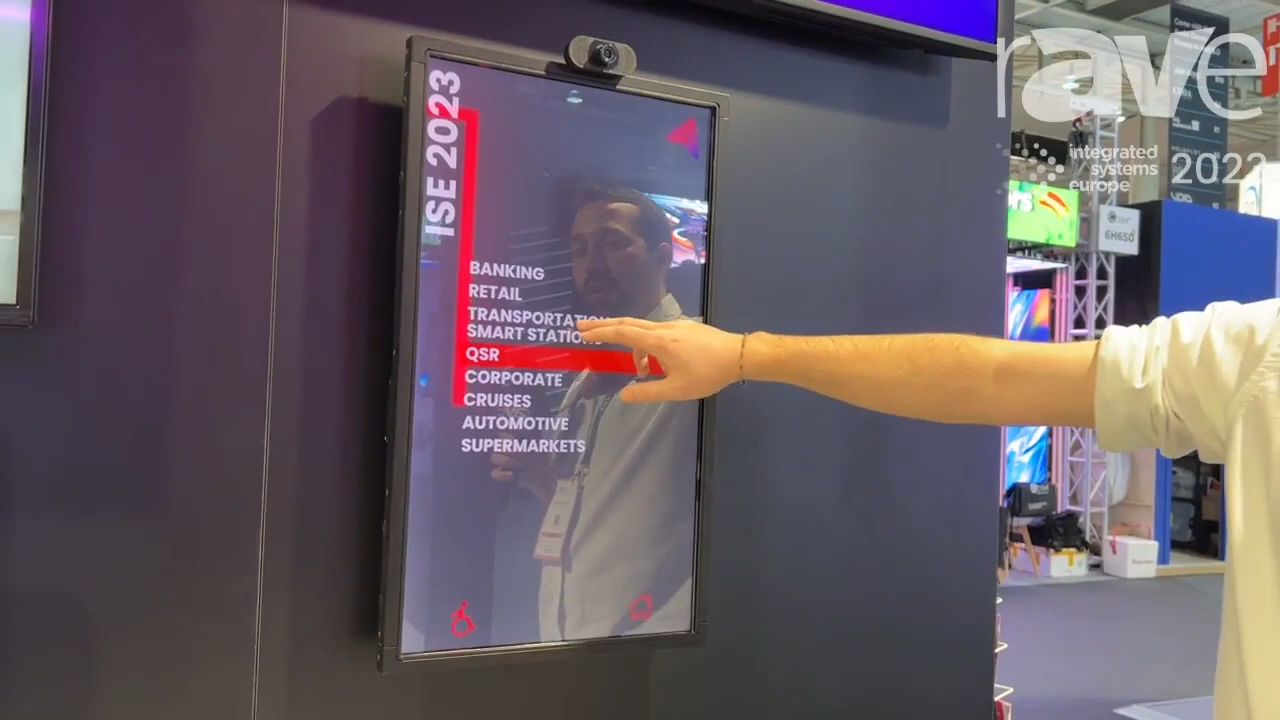 ISE 2023
BANKING
RETAIL
TRANSPORTATION
SMART STATIONS
QSR
CORPORATE
CRUISES
AUTOMOTIVE
SUPERMARKETS
rave
integrated
systems
europe
2023
6H650